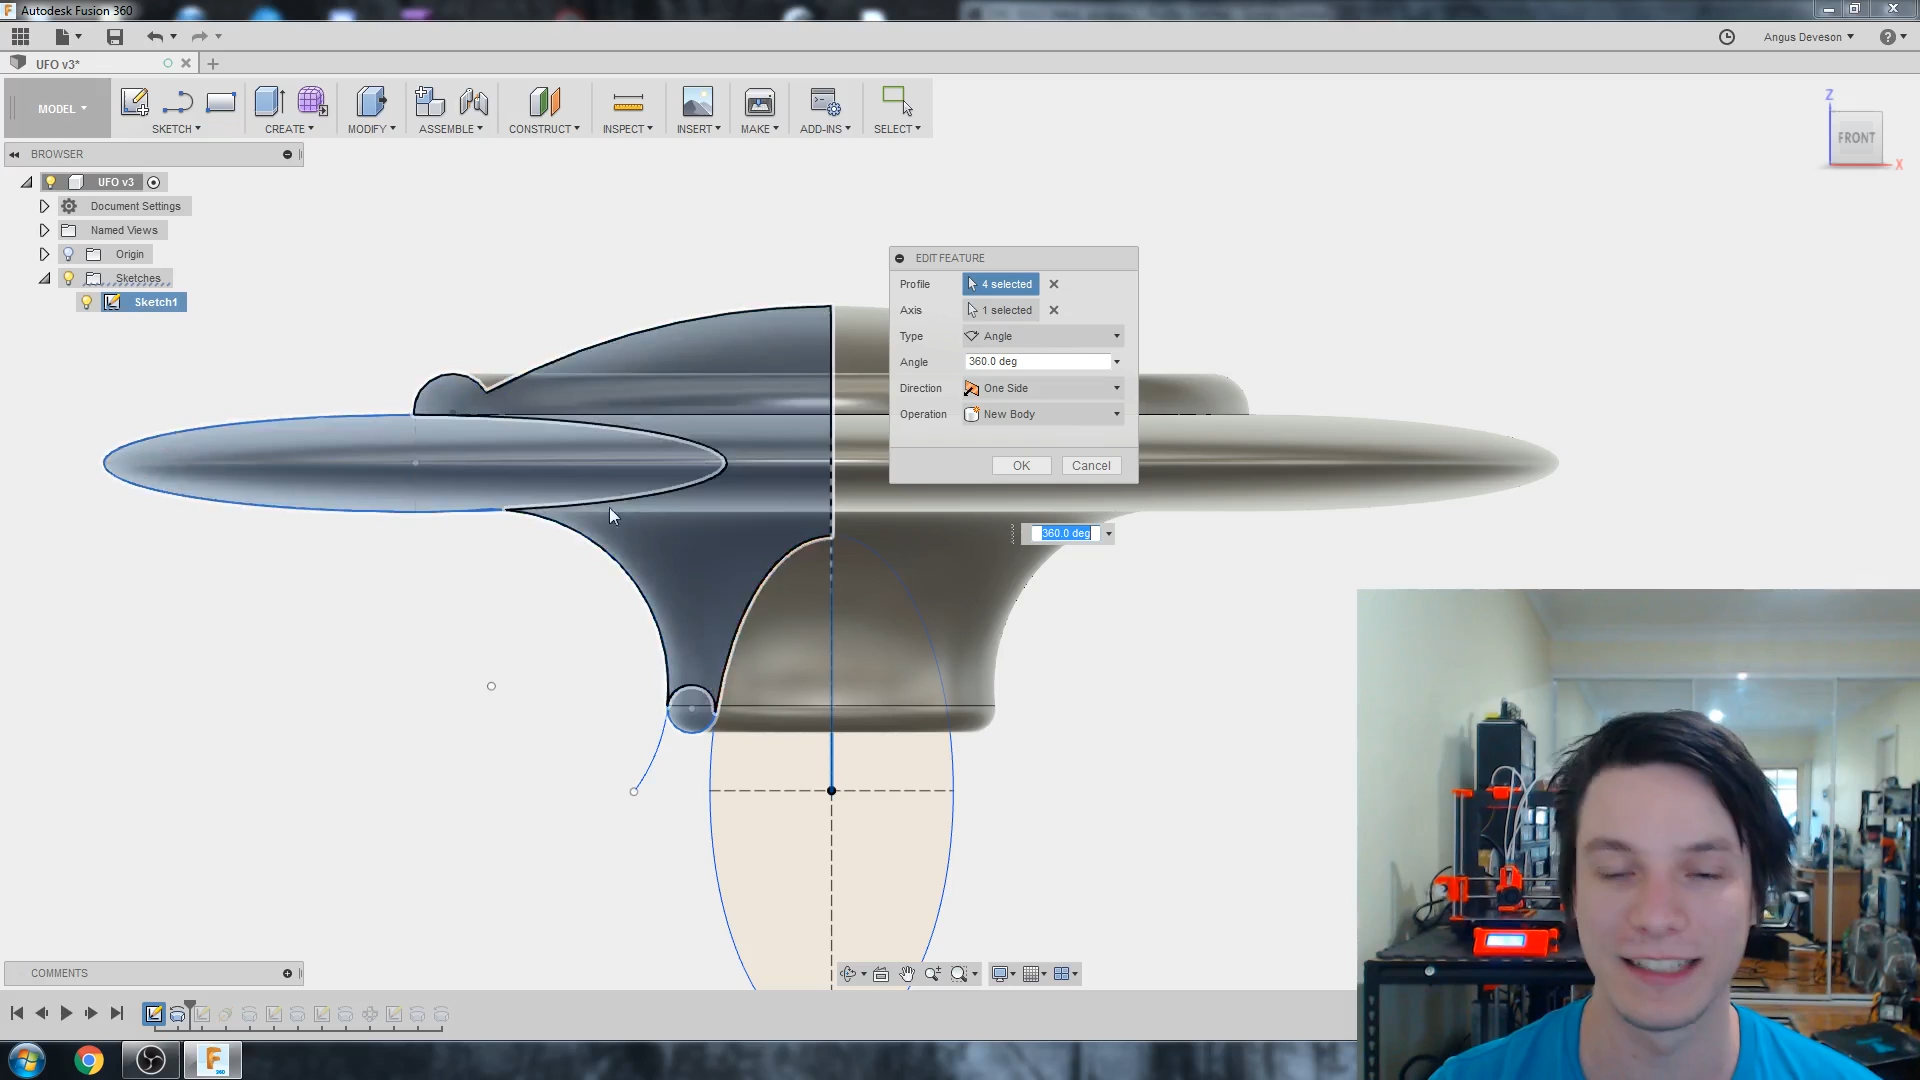 Autodesk Fusion 360
Angus Deveson
UFO v3*
MODEL
SKETCH
CREATE
MODIFY
ASSEMBLE
CONSTRUCT
INSPECT
INSERT
MAKE
ADD-INS
SELECT
Z
FRONT
X
BROWSER
UFO v3
Document Settings
Named Views
Origin
Sketches
Sketch1
EDIT FEATURE
Profile 4 selected
Axis 1 selected
Type Angle
Angle 360.0 deg
Direction One Side
Operation New Body
OK Cancel
360.0 deg
COMMENTS
F
360